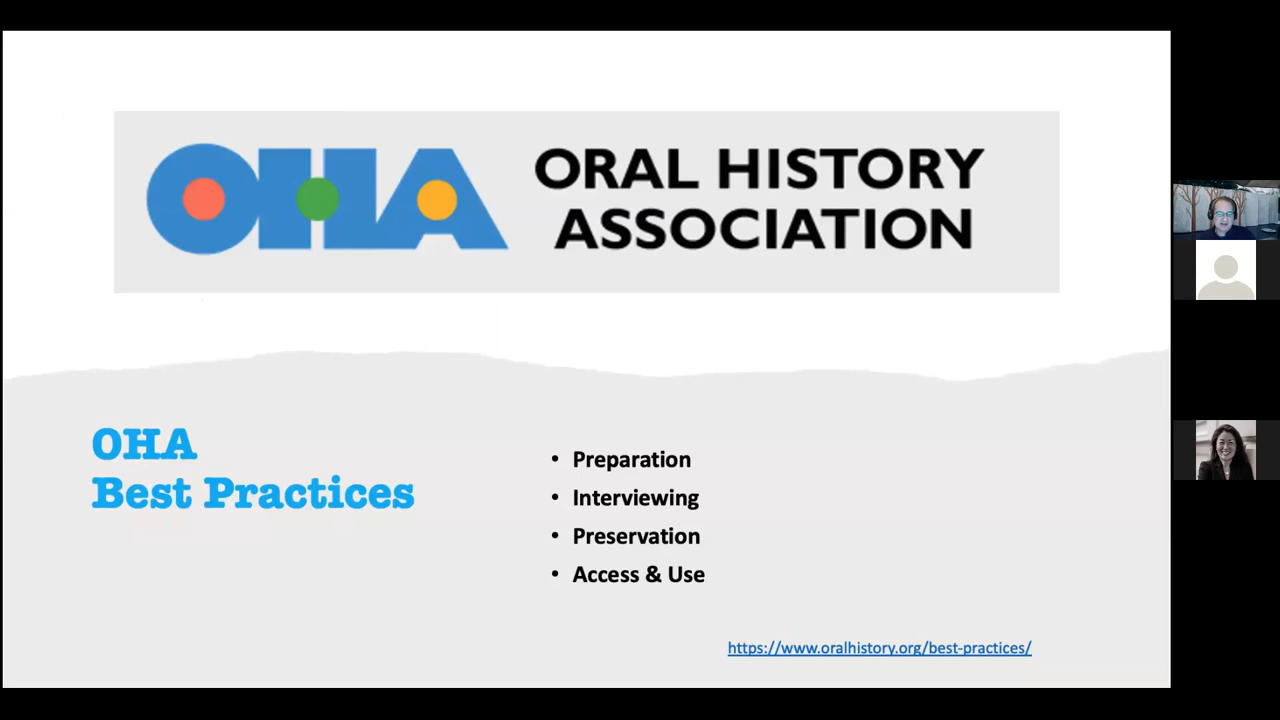 OHA
ORAL HISTORY
ASSOCIATION
OHA
Best Practices
• Preparation
• Interviewing
• Preservation
• Access & Use
https://www.oralhistory.org/best-practices/